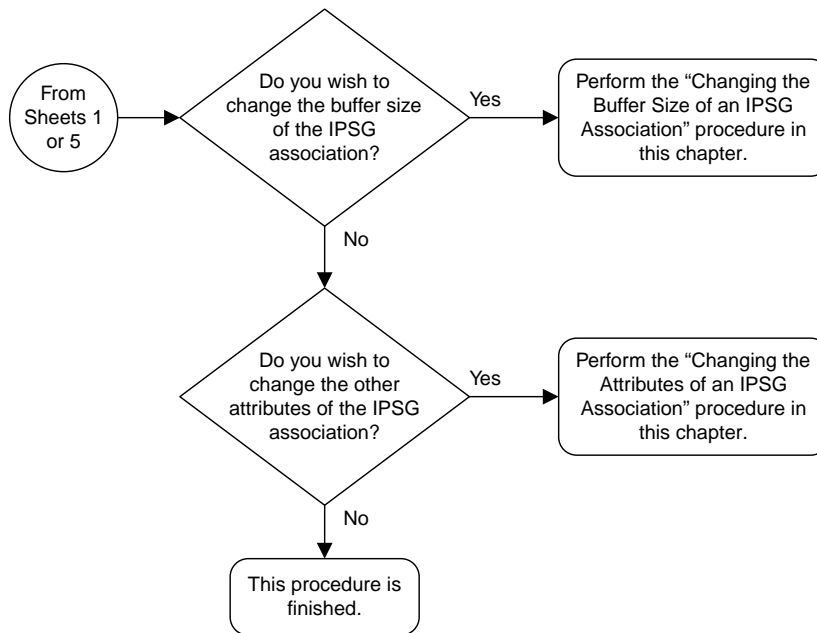 From
Sheets 1
or 5
Do you wish to
change the buffer size
of the IPSG
association?
Yes
Perform the “Changing the
Buffer Size of an IPSG
Association” procedure in
this chapter.
No
Do you wish to
change the other
attributes of the IPSG
association?
Yes
Perform the “Changing the
Attributes of an IPSG
Association” procedure in
this chapter.
No
This procedure is
finished.